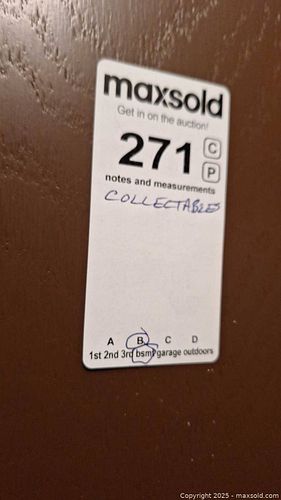 maxsold
Get in on the auction!
271 C
P
notes and measurements
COLLECTABLES
A B C D
1st 2nd 3rd bsmt garage outdoors
Copyright 2025 - maxsold.com